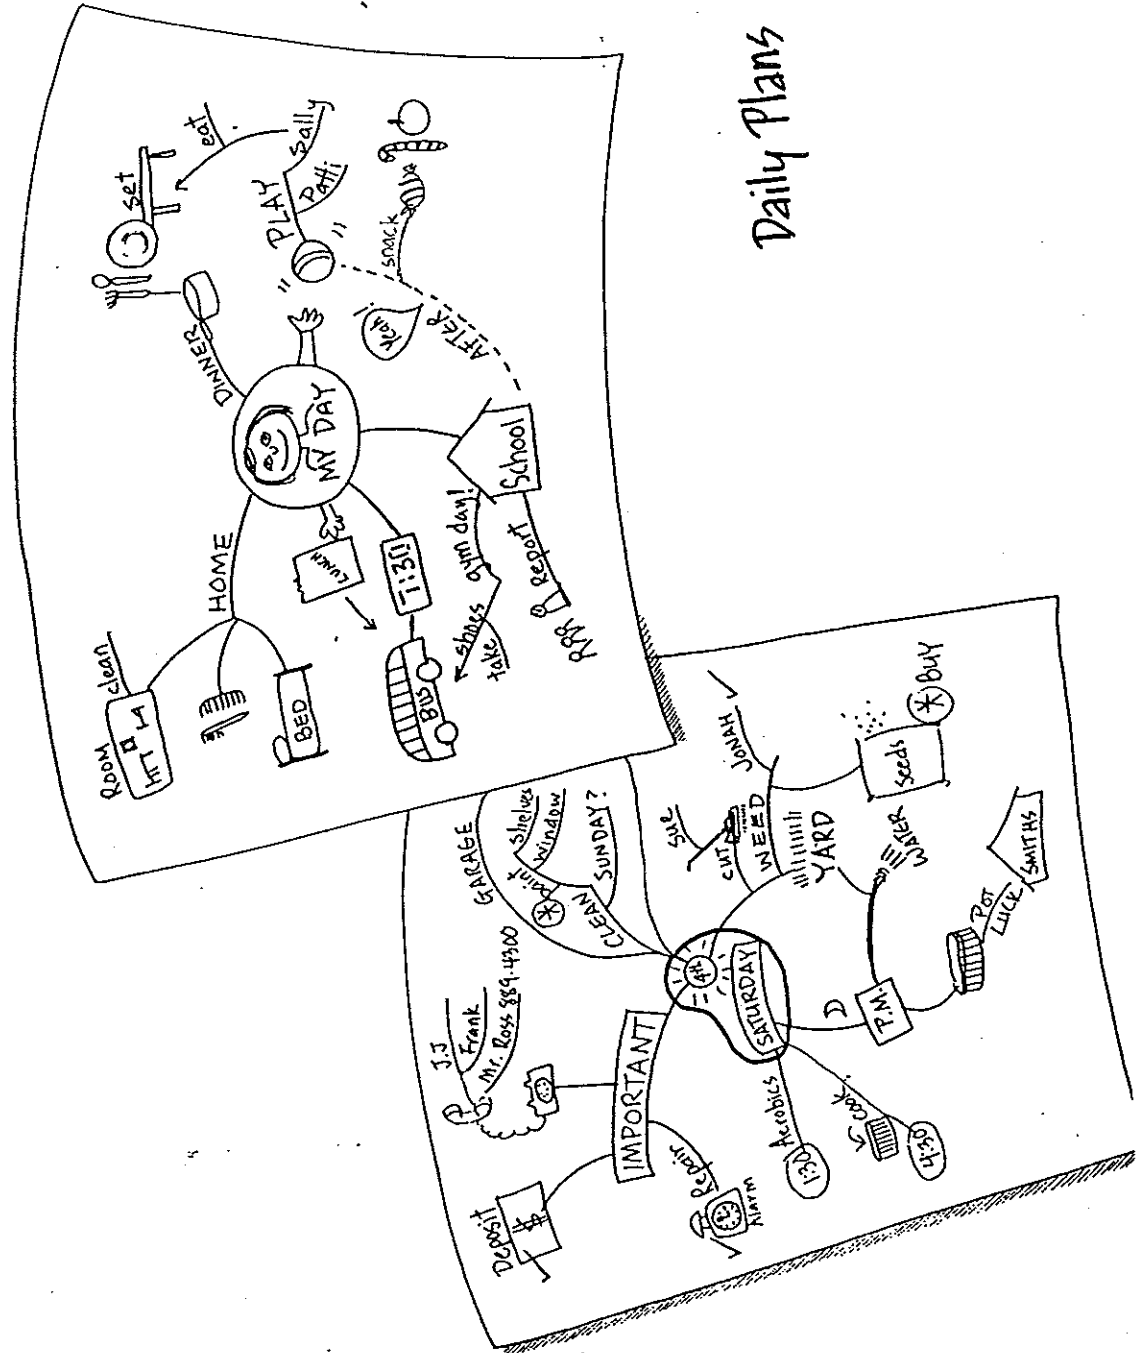 Daily Plans
MY DAY
HOME
ROOM
clean
BED
LUNCH
7:30
BUS
School
gym day!
shoes
take
Report
RRR
AFTER
Yeah!
snack
"PLAY"
Patti
Sally
eat
DINNER
set
SATURDAY
4th
IMPORTANT
Deposit
$
Repair
Alarm
J.J
Frank
Mr. Ross 889.4300
GARAGE
CLEAN
SUNDAY?
* paint
Shelves
Window
YARD
CUT
SUE
WEED
JONAH
Seeds
* BUY
WATER
P.M.
POT
LUCK
SMITHS
Aerobics
1:30
cook
4:30